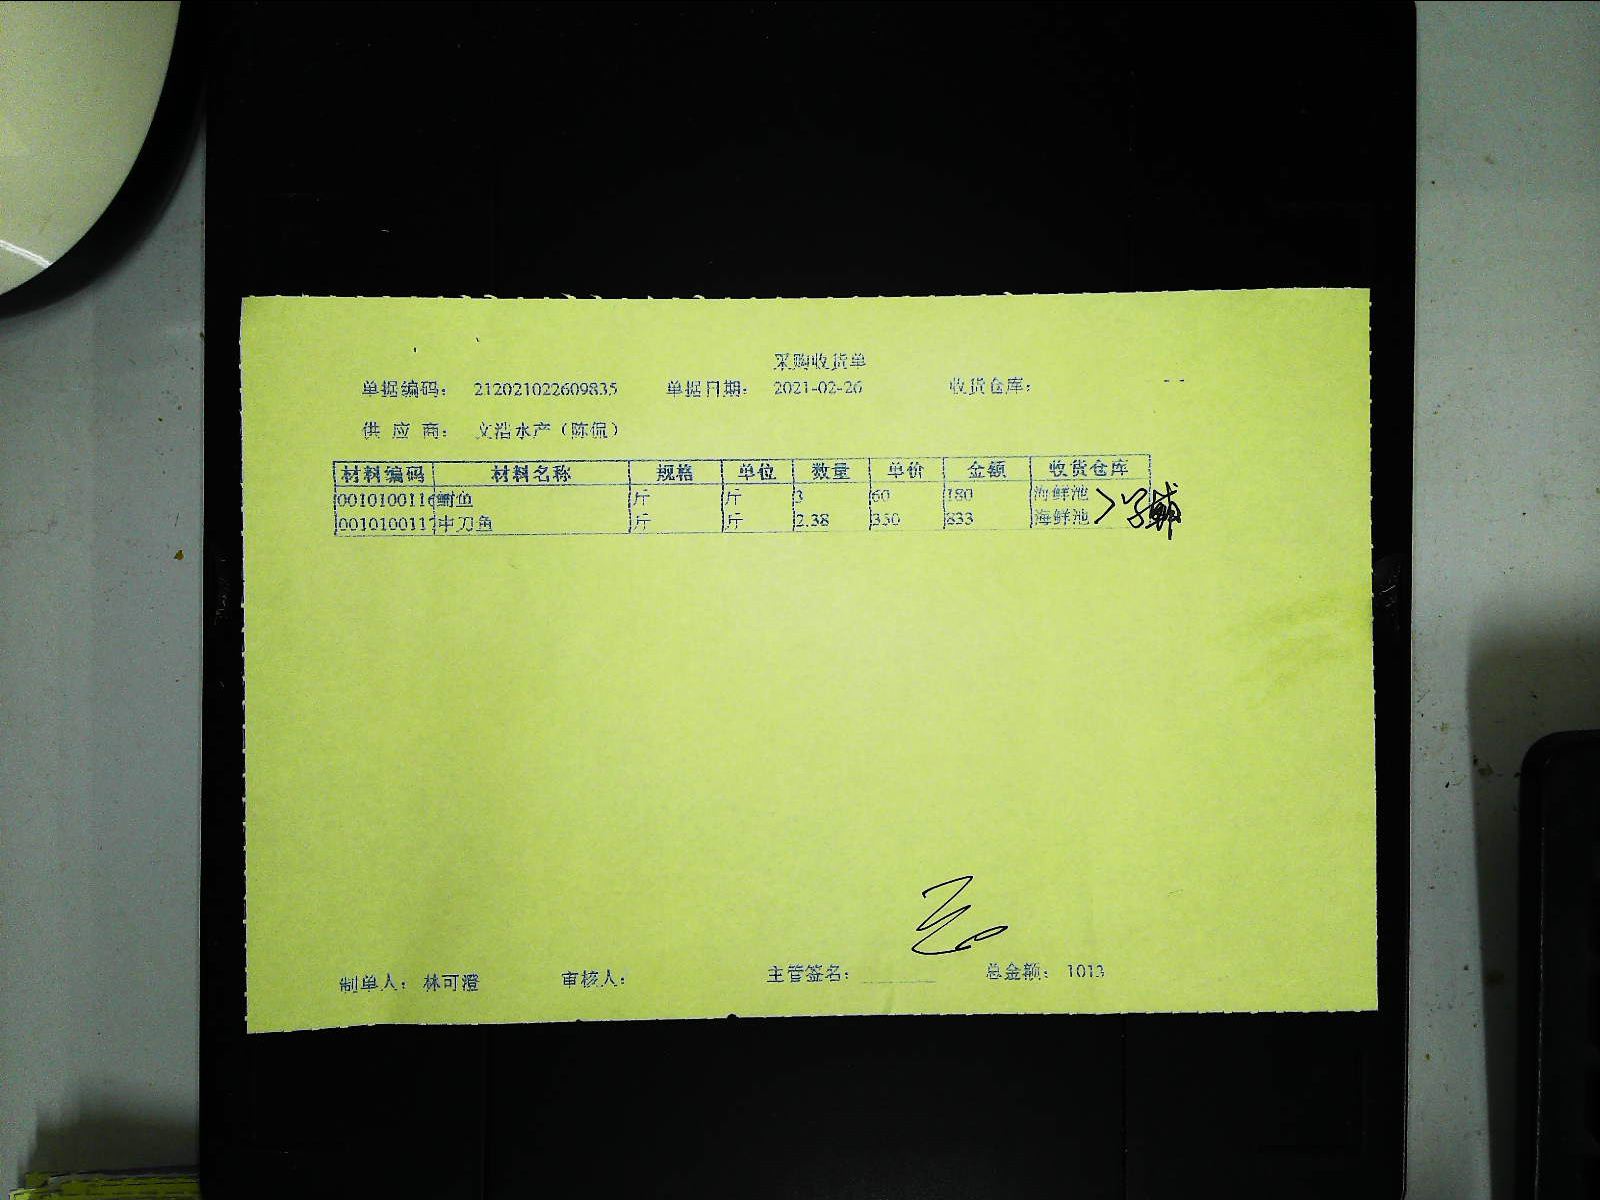 采购收货单
单据编码： 212021022609835 单据日期： 2021-02-26 收货仓库：
供 应 商： 文浩水产（陈侃）
材料编码 材料名称 规格 单位 数量 单价 金额 收货仓库
0010100116 鲥鱼 斤 斤 3 60 180 海鲜池
0010100117 中刀鱼 斤 斤 2.38 350 833 海鲜池
制单人： 林可澄 审核人： 主管签名： 总金额： 1013